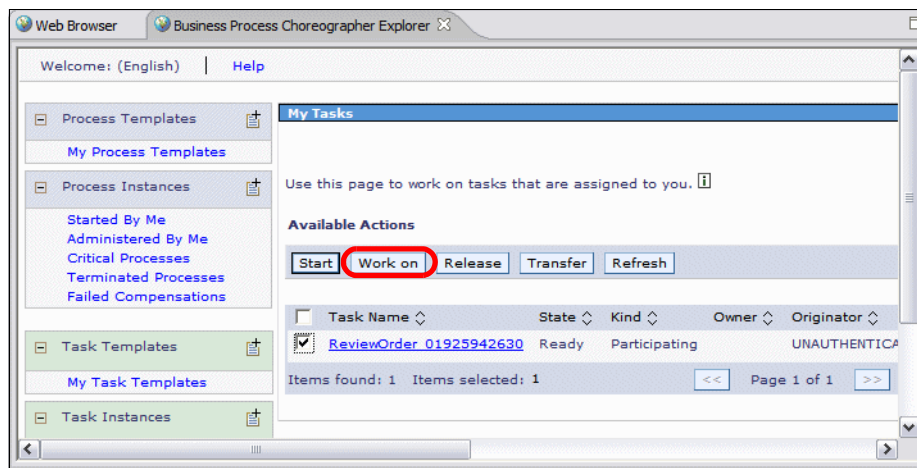 Web Browser
Business Process Choreographer Explorer
Welcome: (English)
Help
Process Templates
My Process Templates
Process Instances
Started By Me
Administered By Me
Critical Processes
Terminated Processes
Failed Compensations
Task Templates
My Task Templates
Task Instances
My Tasks
Use this page to work on tasks that are assigned to you. i
Available Actions
Start Work on Release Transfer Refresh
Task Name State Kind Owner Originator
ReviewOrder_01925942630 Ready Participating UNAUTHENTICA
Items found: 1 Items selected: 1 << Page 1 of 1 >>